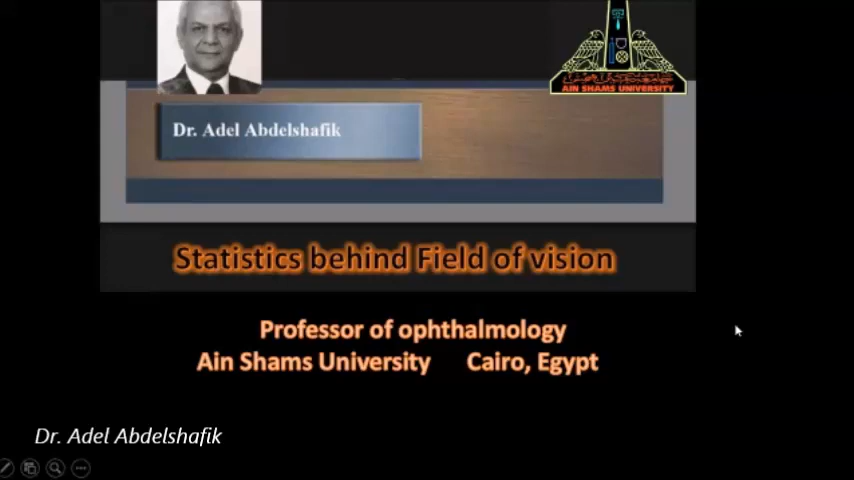 AIN SHAMS UNIVERSITY
Dr. Adel Abdelshafik
Statistics behind Field of vision
Professor of ophthalmology
Ain Shams University Cairo, Egypt
Dr. Adel Abdelshafik